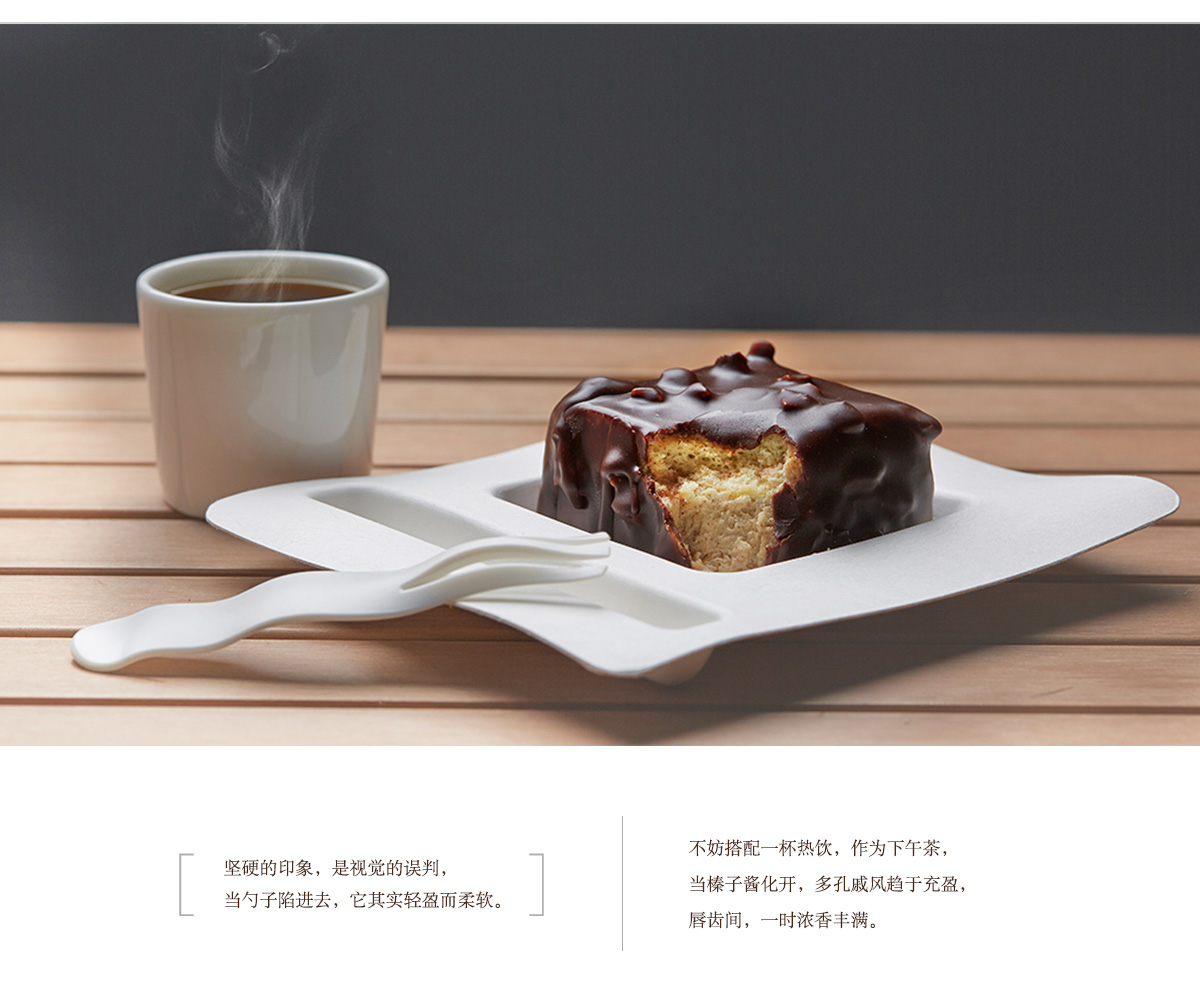 坚硬的印象，是视觉的误判，
当勺子陷进去，它其实轻盈而柔软。
不妨搭配一杯热饮，作为下午茶，
当榛子酱化开，多孔戚风趋于充盈，
唇齿间，一时浓香丰满。